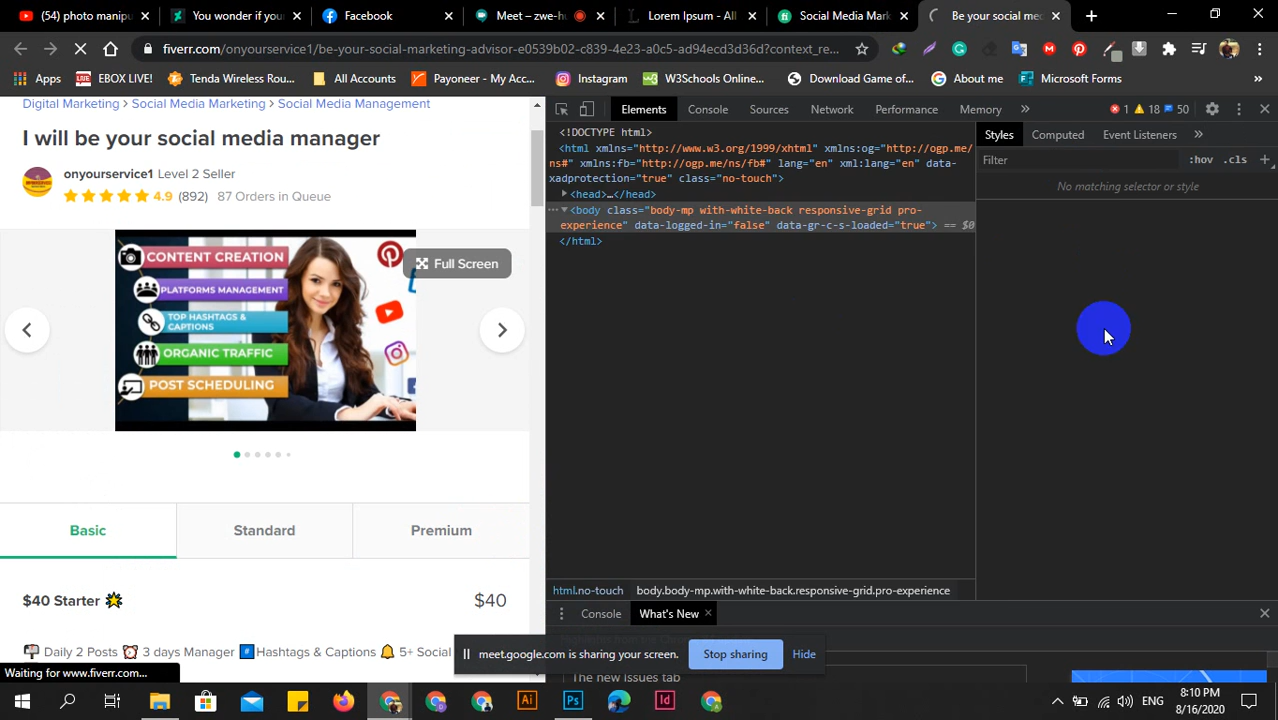 (54) photo manipu
You wonder if your
Facebook
Meet – zwe-h
Lorem Ipsum - All
Social Media Mark
Be your social me
fiverr.com/onyourservice1/be-your-social-marketing-advisor-e0539b02-c839-4e23-a0c5-ad94ecd3d36d?context_re...
Apps
EBOX LIVE!
Tenda Wireless Rou...
All Accounts
Payoneer - My Acc...
Instagram
W3Schools Online...
Download Game of...
About me
Microsoft Forms
»
Digital Marketing > Social Media Marketing > Social Media Management
I will be your social media manager
onyourservice1 Level 2 Seller
4.9 (892) 87 Orders in Queue
CONTENT CREATION
PLATFORMS MANAGEMENT
TOP HASHTAGS &
CAPTIONS
ORGANIC TRAFFIC
POST SCHEDULING
Full Screen
Basic
Standard
Premium
$40 Starter
$40
Daily 2 Posts 3 days Manager Hashtags & Captions 5+ Social
Waiting for www.fiverr.com...
Elements
Console
Sources
Network
Performance
Memory
»
1
18
50
<!DOCTYPE html>
<html xmlns="http://www.w3.org/1999/xhtml" xmlns:og="http://ogp.me/
ns#" xmlns:fb="http://ogp.me/ns/fb#" lang="en" xml:lang="en" data-
xadprotection="true" class="no-touch">
<head>…</head>
<body class="body-mp with-white-back responsive-grid pro-
experience" data-logged-in="false" data-gr-c-s-loaded="true"> == $0
</html>
Styles
Computed
Event Listeners
»
Filter
:hov
.cls
No matching selector or style
html.no-touch
body.body-mp.with-white-back.responsive-grid.pro-experience
Console
What's New
meet.google.com is sharing your screen.
Stop sharing
Hide
The new Issues tab
Ai
Ps
Id
ENG
8:10 PM
8/16/2020